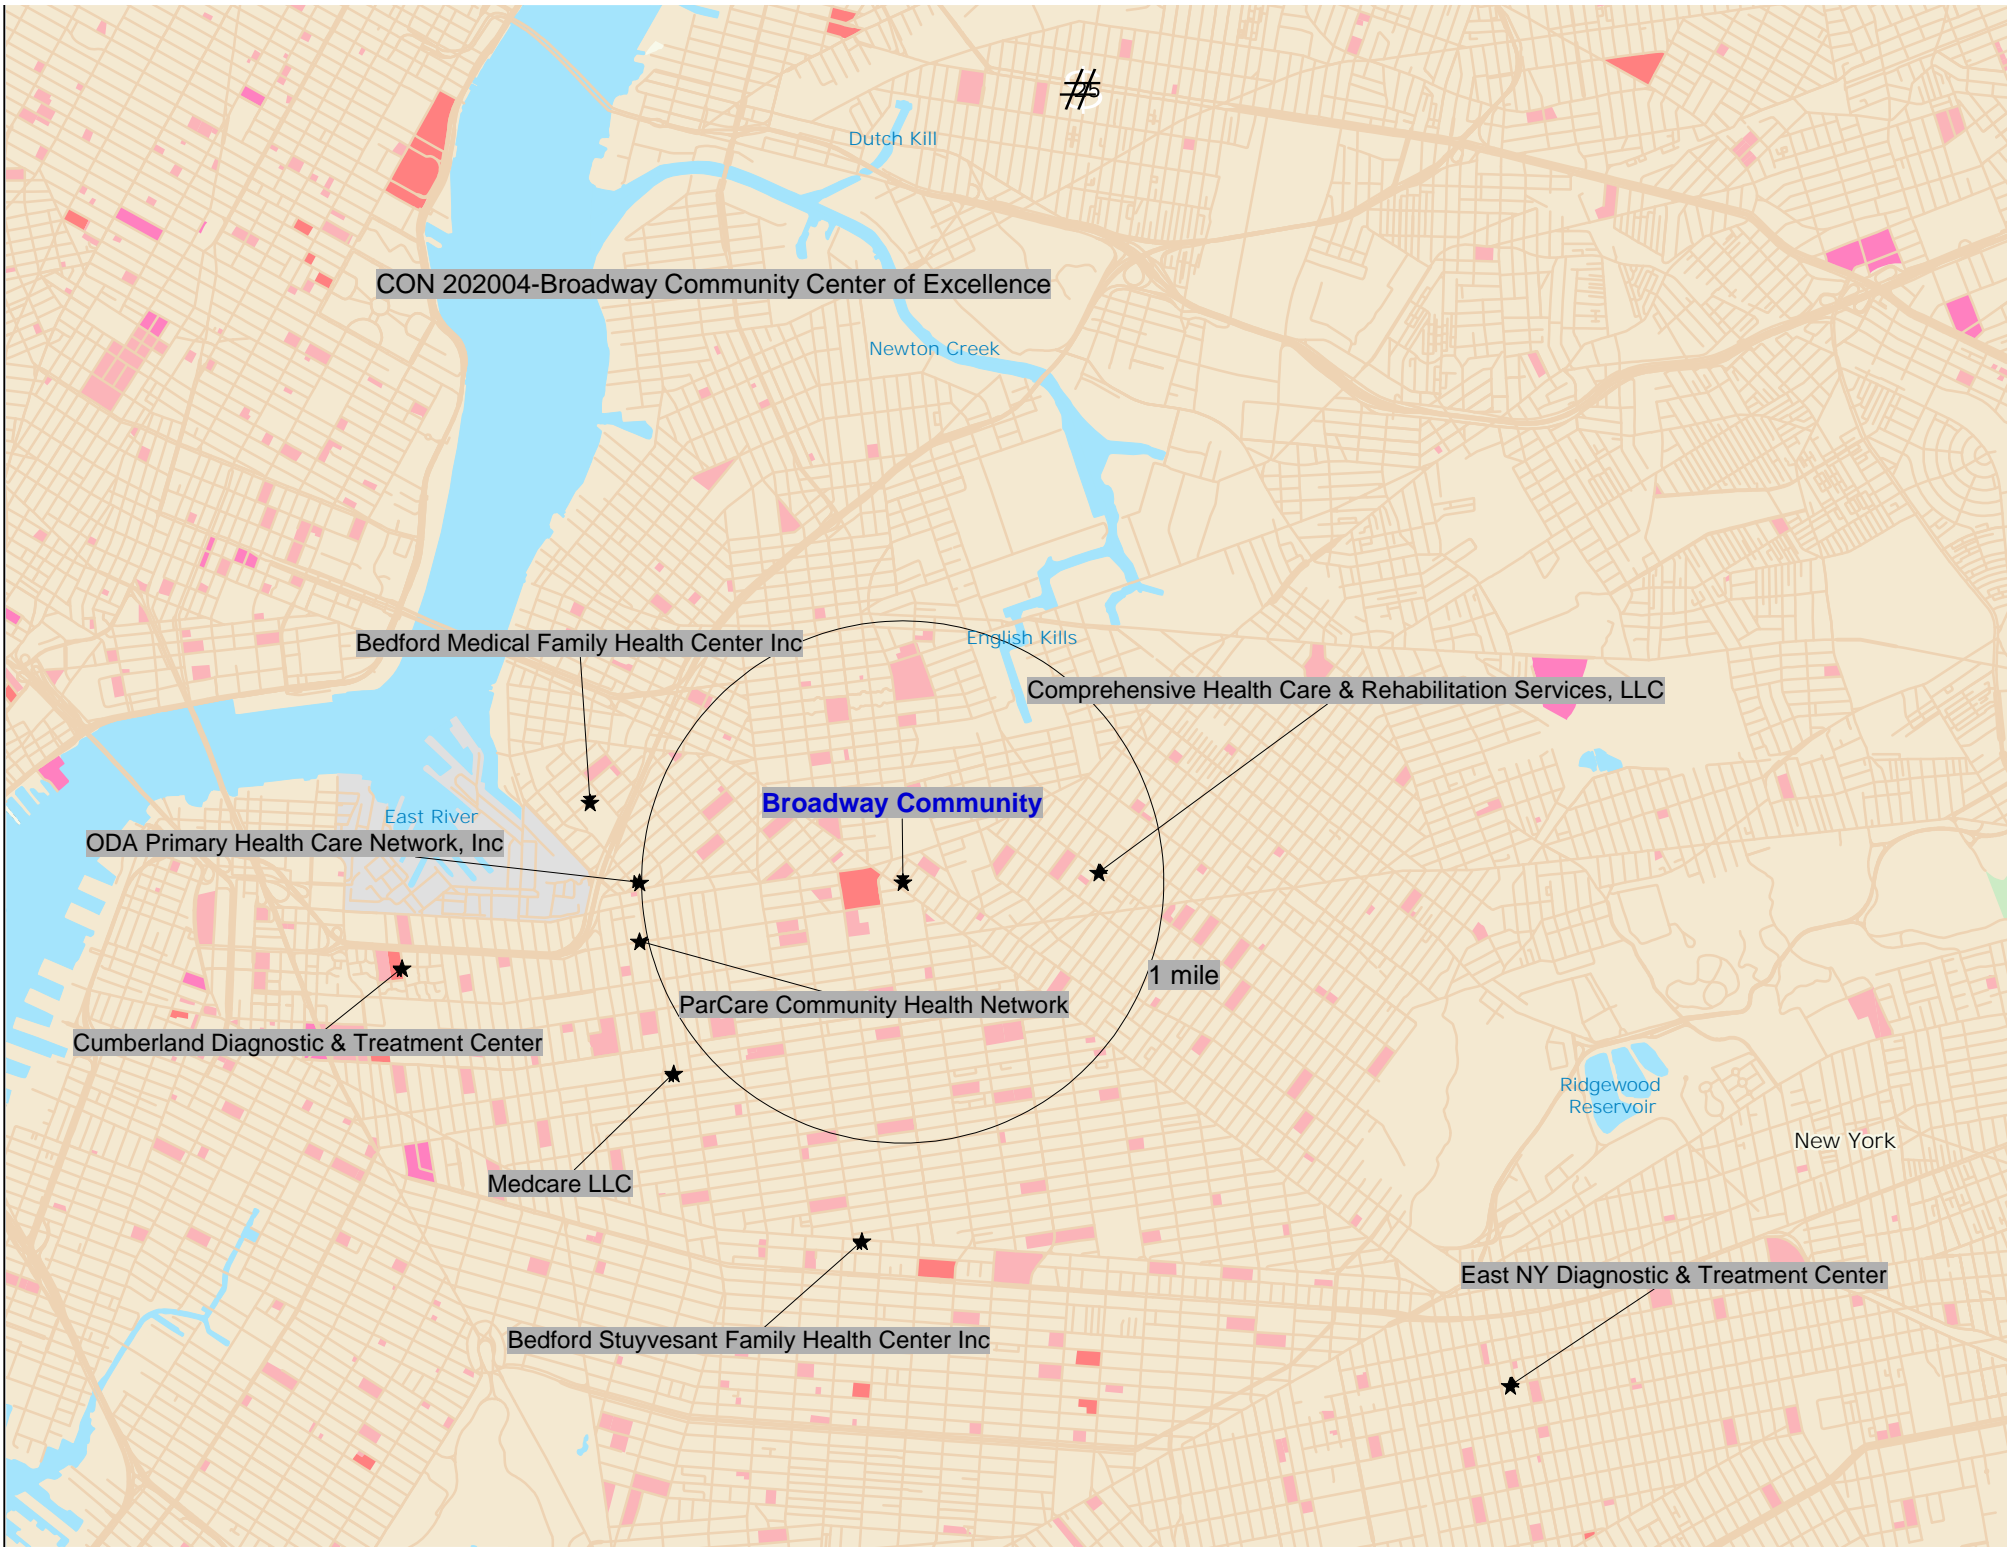 #
25
Dutch Kill
CON 202004-Broadway Community Center of Excellence
Newton Creek
English Kills
Bedford Medical Family Health Center Inc
Comprehensive Health Care & Rehabilitation Services, LLC
Broadway Community
East River
ODA Primary Health Care Network, Inc
1 mile
ParCare Community Health Network
Cumberland Diagnostic & Treatment Center
Ridgewood
Reservoir
New York
Medcare LLC
East NY Diagnostic & Treatment Center
Bedford Stuyvesant Family Health Center Inc